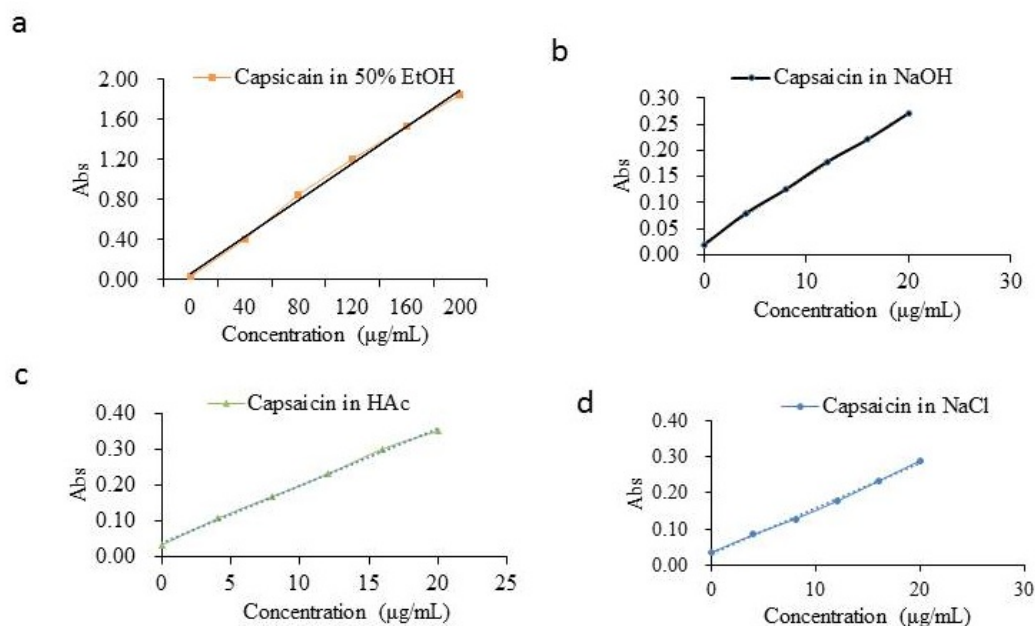 a
Capsicain in 50% EtOH
2.00
1.60
1.20
0.80
0.40
0.00
Abs
0 40 80 120 160 200
Concentration (µg/mL)
b
Capsaicin in NaOH
0.30
0.25
0.20
0.15
0.10
0.05
0.00
Abs
0 10 20 30
Concentration (µg/mL)
c
Capsaicin in HAc
0.40
0.30
0.20
0.10
0.00
Abs
0 5 10 15 20 25
Concentration (µg/mL)
d
Capsaicin in NaCl
0.40
0.30
0.20
0.10
0.00
Abs
0 10 20 30
Concentration (µg/mL)